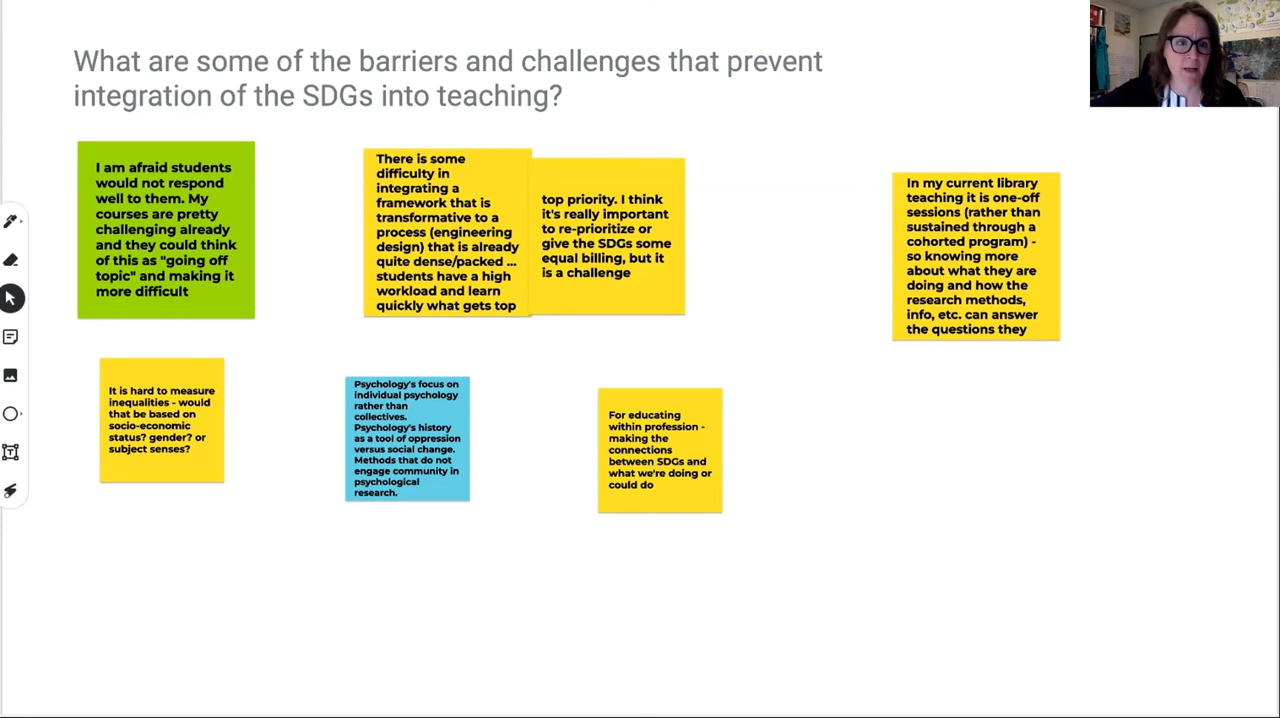 What are some of the barriers and challenges that prevent
integration of the SDGs into teaching?
I am afraid students
would not respond
well to them. My
courses are pretty
challenging already
and they could think
of this as "going off
topic" and making it
more difficult
There is some
difficulty in
integrating a
framework that is
transformative to a
process (engineering
design) that is already
quite dense/packed ...
students have a high
workload and learn
quickly what gets top
top priority. I think
it's really important
to re-prioritize or
give the SDGs some
equal billing, but it
is a challenge
In my current library
teaching it is one-off
sessions (rather than
sustained through a
cohorted program) -
so knowing more
about what they are
doing and how the
research methods,
info, etc. can answer
the questions they
It is hard to measure
inequalities - would
that be based on
socio-economic
status? gender? or
subject senses?
Psychology's focus on
individual psychology
rather than
collectives.
Psychology's history
as a tool of oppression
versus social change.
Methods that do not
engage community in
psychological
research.
For educating
within profession -
making the
connections
between SDGs and
what we're doing or
could do